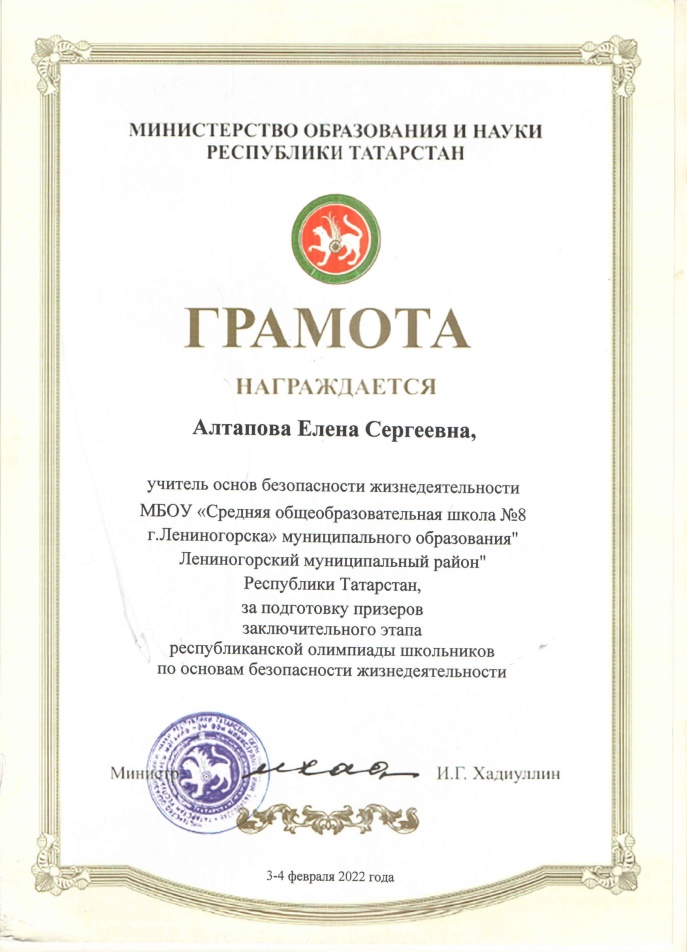 МИНИСТЕРСТВО ОБРАЗОВАНИЯ И НАУКИ
РЕСПУБЛИКИ ТАТАРСТАН
ГРАМОТА
НАГРАЖДАЕТСЯ
Алтапова Елена Сергеевна,
учитель основ безопасности жизнедеятельности
МБОУ «Средняя общеобразовательная школа №8
г.Лениногорска» муниципального образования"
Лениногорский муниципальный район"
Республики Татарстан,
за подготовку призеров
заключительного этапа
республиканской олимпиады школьников
по основам безопасности жизнедеятельности
Министр И.Г. Хадиуллин
3-4 февраля 2022 года